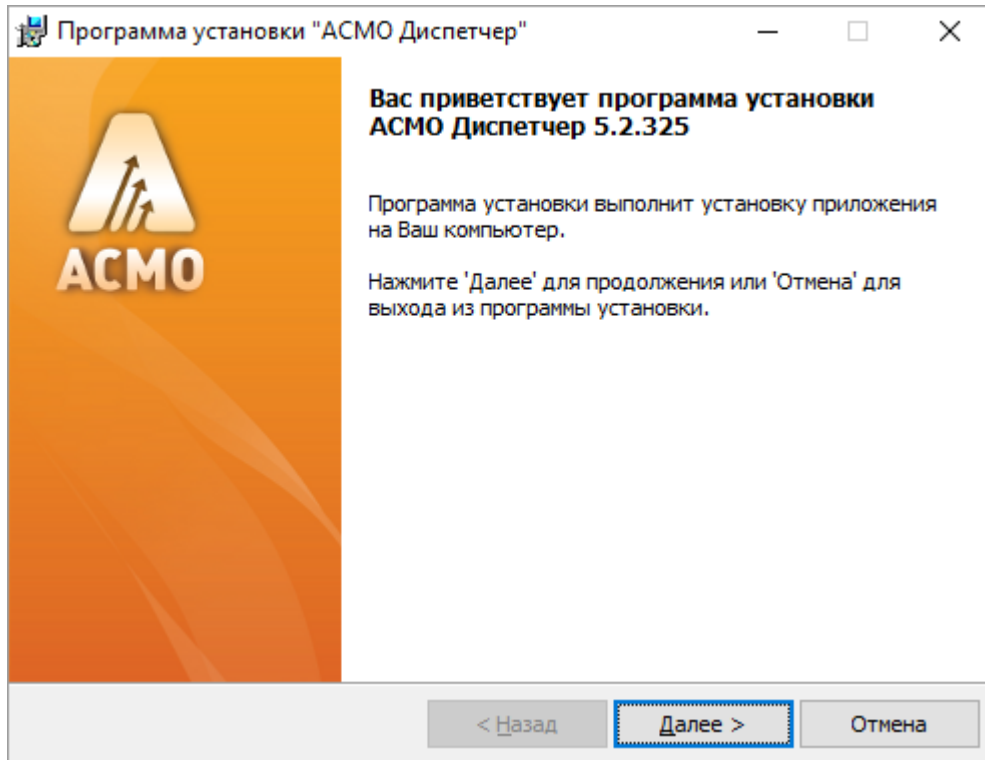 Программа установки "АСМО Диспетчер"
Вас приветствует программа установки
АСМО Диспетчер 5.2.325
АСМО
Программа установки выполнит установку приложения
на Ваш компьютер.
Нажмите 'Далее' для продолжения или 'Отмена' для
выхода из программы установки.
< Назад
Далее >
Отмена